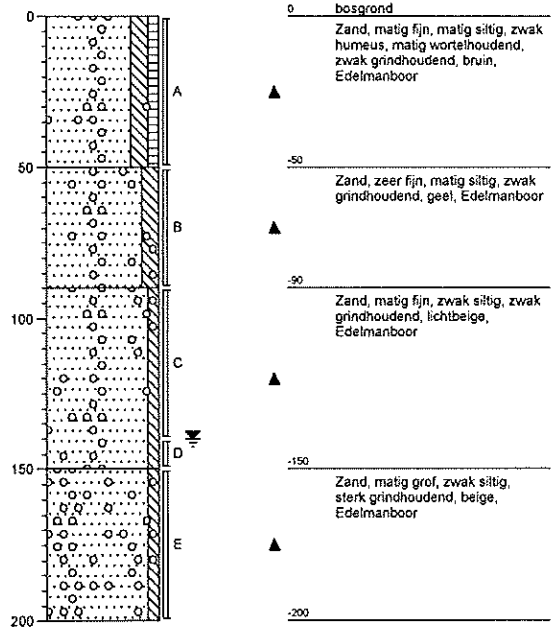 0
0 bosgrond
Zand, matig fijn, matig siltig, zwak
humeus, matig wortelhoudend,
zwak grindhoudend, bruin,
Edelmanboor
A
50
-50
Zand, zeer fijn, matig siltig, zwak
grindhoudend, geel, Edelmanboor
B
-90
Zand, matig fijn, zwak siltig, zwak
grindhoudend, lichtbeige,
Edelmanboor
100
C
D
150
-150
Zand, matig grof, zwak siltig,
sterk grindhoudend, beige,
Edelmanboor
E
200
-200